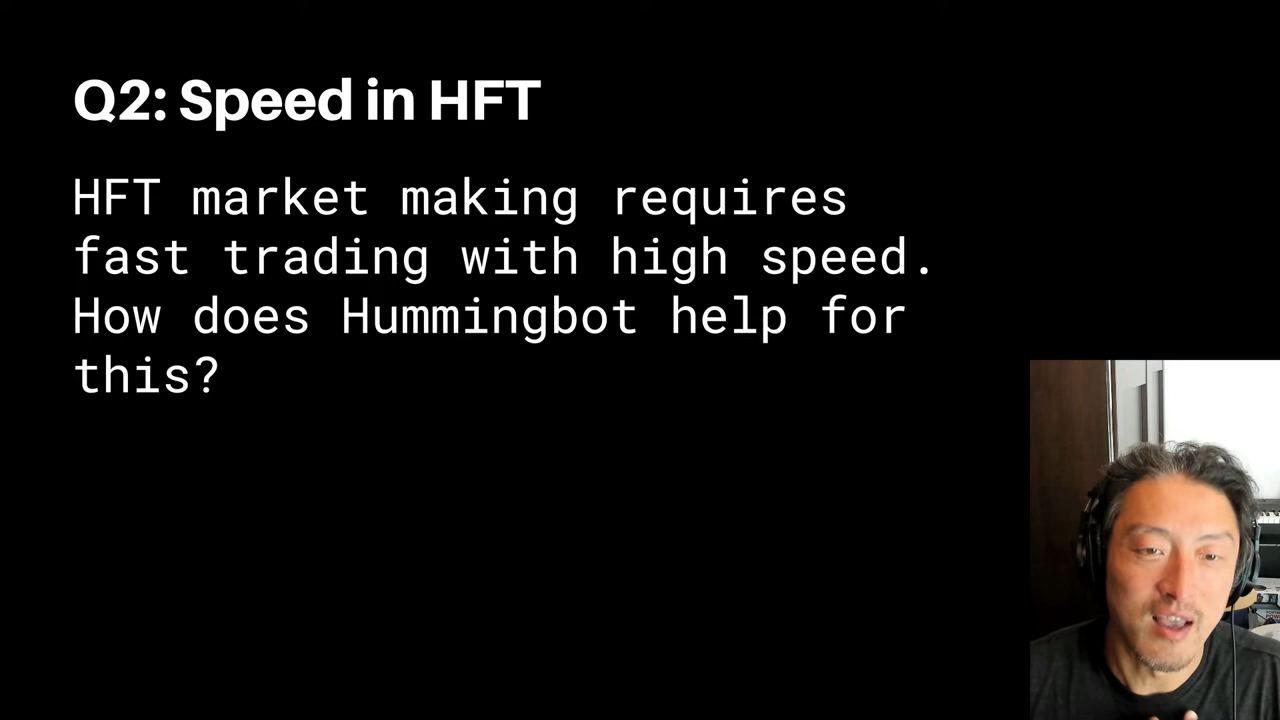 Q2: Speed in HFT
HFT market making requires
fast trading with high speed.
How does Hummingbot help for
this?